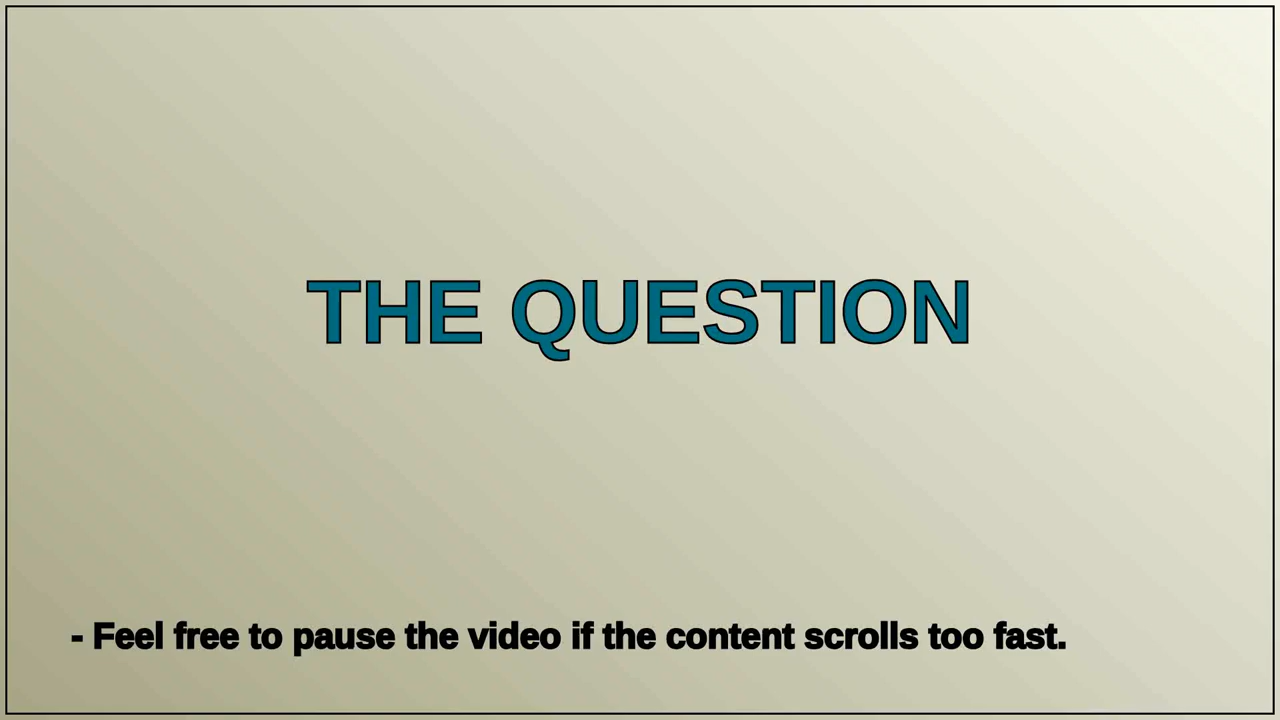 THE QUESTION
- Feel free to pause the video if the content scrolls too fast.